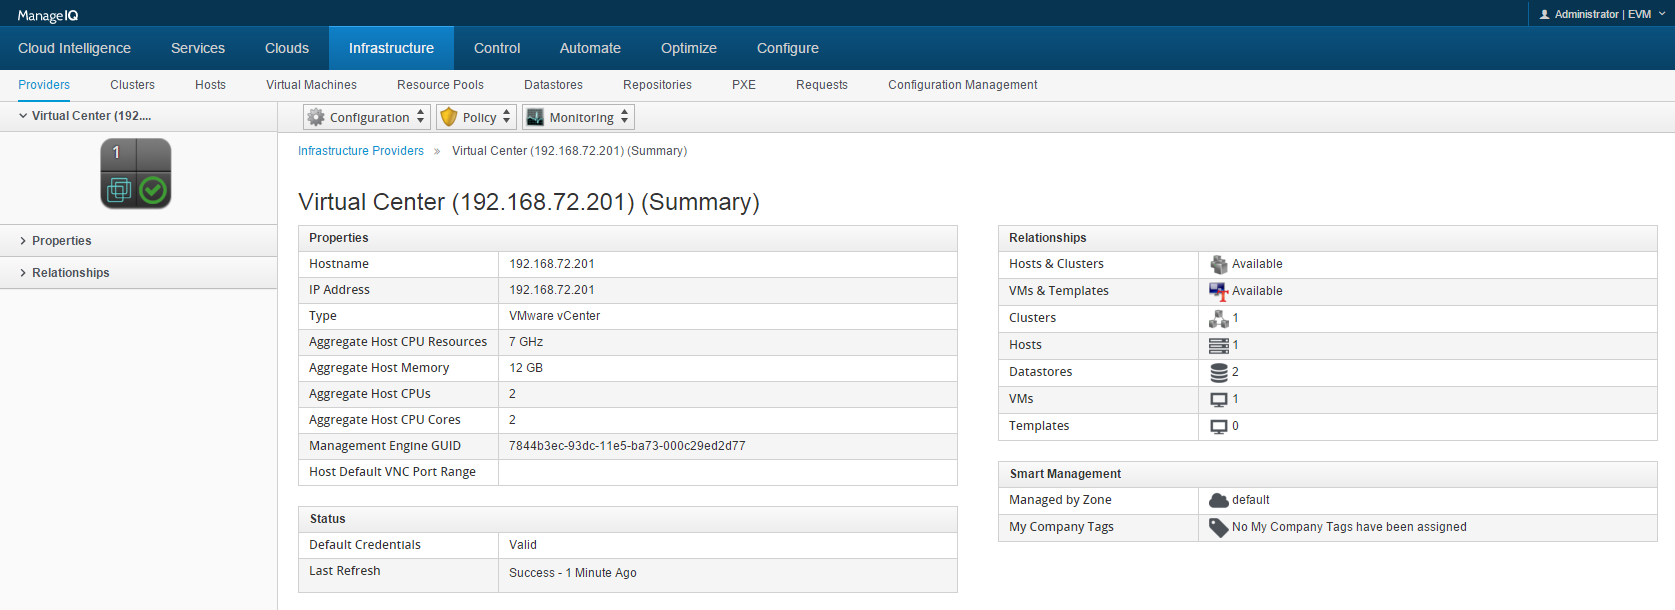 ManageIQ
Administrator | EVM
Cloud Intelligence Services Clouds Infrastructure Control Automate Optimize Configure
Providers Clusters Hosts Virtual Machines Resource Pools Datastores Repositories PXE Requests Configuration Management
Virtual Center (192....
1
Properties
Relationships
Configuration Policy Monitoring
Infrastructure Providers » Virtual Center (192.168.72.201) (Summary)
Virtual Center (192.168.72.201) (Summary)
Properties
Hostname 192.168.72.201
IP Address 192.168.72.201
Type VMware vCenter
Aggregate Host CPU Resources 7 GHz
Aggregate Host Memory 12 GB
Aggregate Host CPUs 2
Aggregate Host CPU Cores 2
Management Engine GUID 7844b3ec-93dc-11e5-ba73-000c29ed2d77
Host Default VNC Port Range
Status
Default Credentials Valid
Last Refresh Success - 1 Minute Ago
Relationships
Hosts & Clusters Available
VMs & Templates Available
Clusters 1
Hosts 1
Datastores 2
VMs 1
Templates 0
Smart Management
Managed by Zone default
My Company Tags No My Company Tags have been assigned